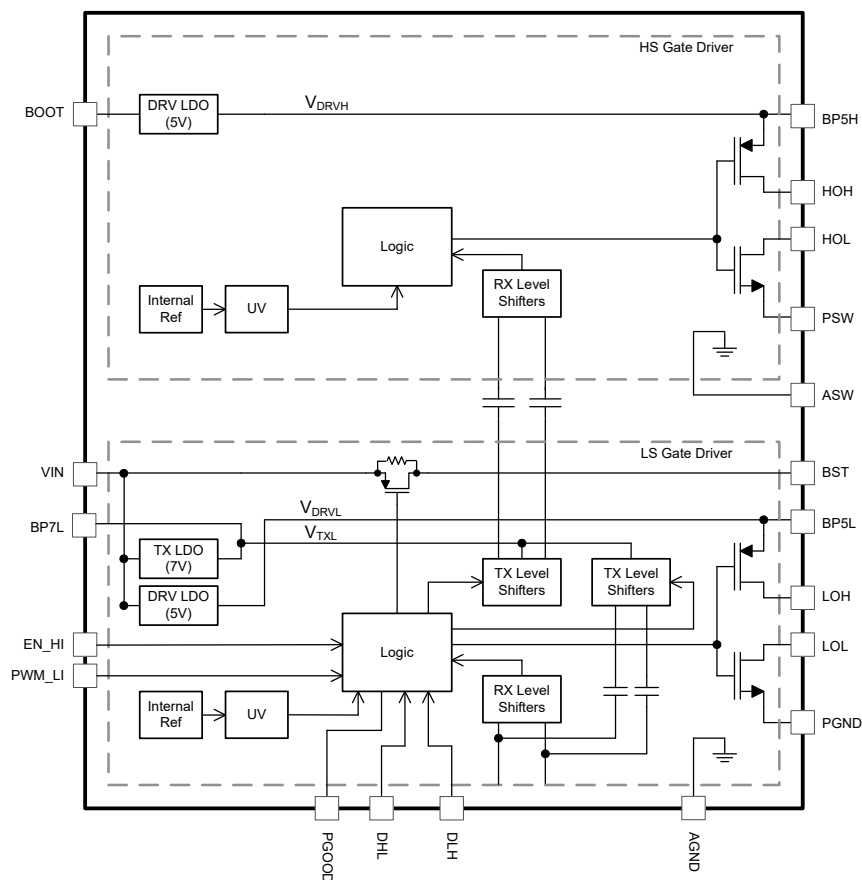 HS Gate Driver
BOOT
DRV LDO
(5V)
VDRVH
BP5H
HOH
HOL
Logic
RX Level
Shifters
Internal
Ref
UV
PSW
ASW
LS Gate Driver
VIN
BST
BP7L
VDRVL
BP5L
VTXL
TX LDO
(7V)
TX Level
Shifters
TX Level
Shifters
DRV LDO
(5V)
LOH
EN_HI
Logic
LOL
PWM_LI
RX Level
Shifters
Internal
Ref
UV
PGND
PGOOD
DHL
DLH
AGND